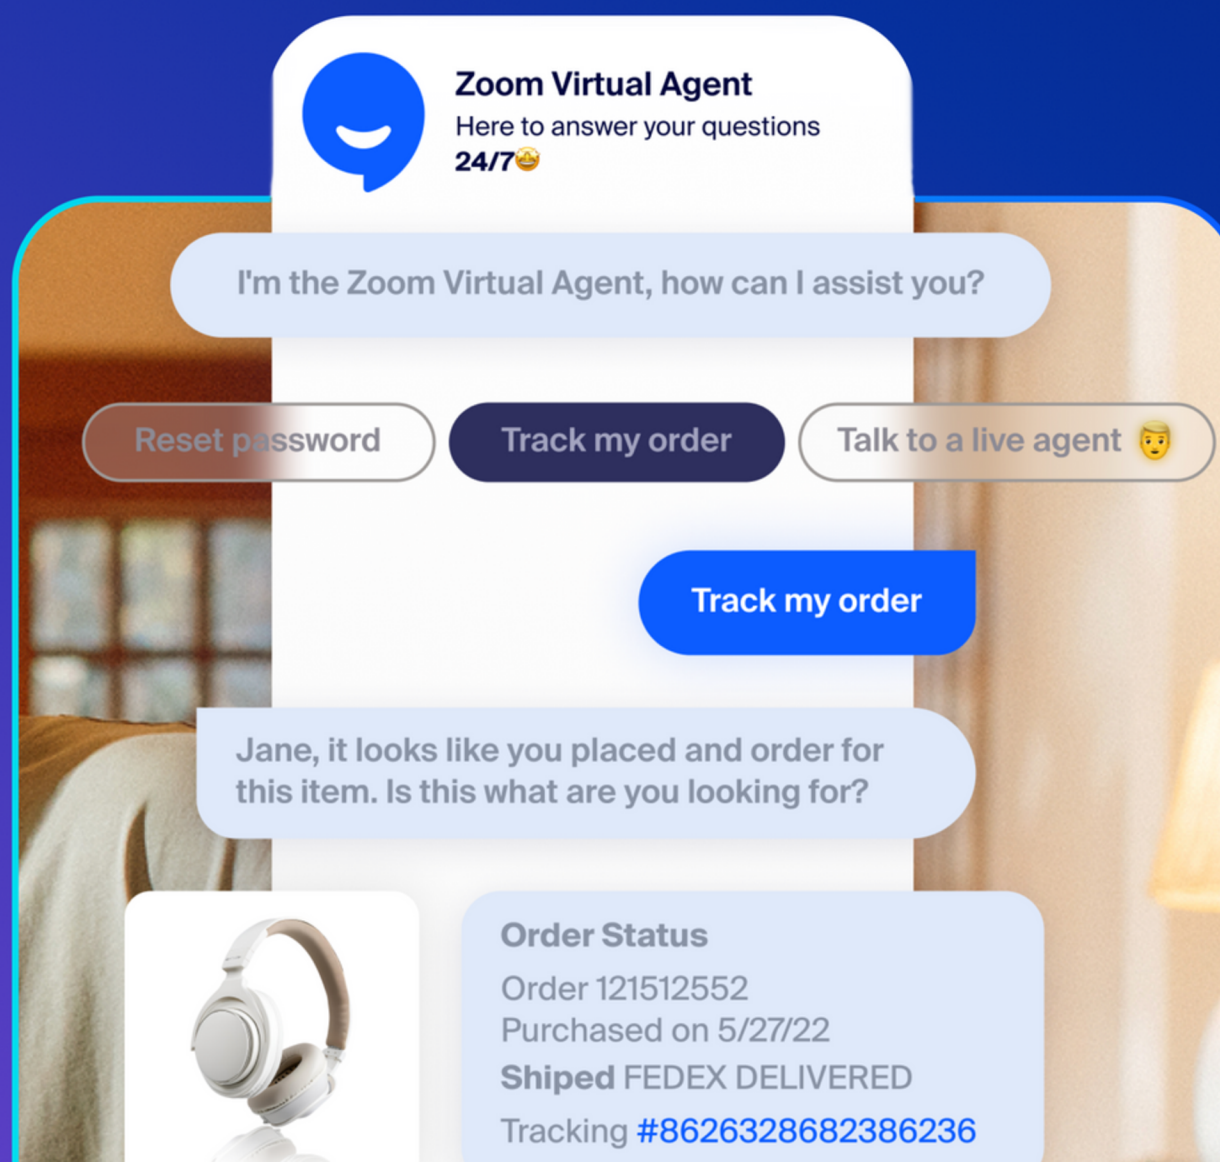 Zoom Virtual Agent
Here to answer your questions
24/7🤩
I'm the Zoom Virtual Agent, how can I assist you?
Reset password
Track my order
Talk to a live agent 👨
Track my order
Jane, it looks like you placed and order for
this item. Is this what are you looking for?
Order Status
Order 121512552
Purchased on 5/27/22
Shiped FEDEX DELIVERED
Tracking #8626328682386236